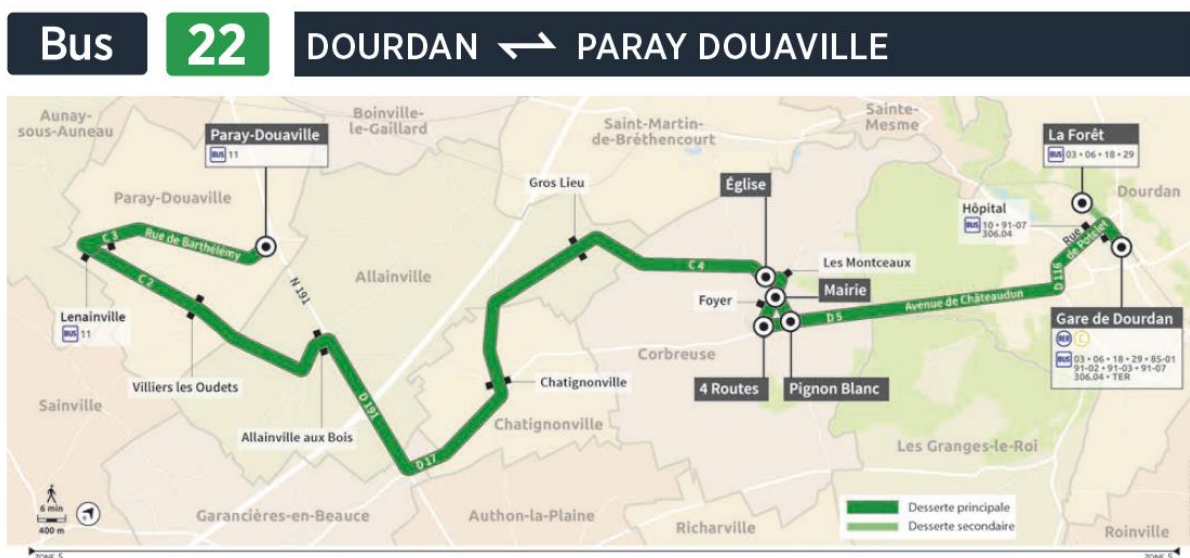 Bus 22 DOURDAN ⇌ PARAY DOUAVILLE
Aunay-
sous-Auneau
Boinville-
le-Gaillard
Saint-Martin-
de-Bréthencourt
Sainte-
Mesme
Paray-Douaville
BUS 11
La Forêt
BUS 03 • 06 • 18 • 29
Dourdan
Église
Gros Lieu
Paray-Douaville
Hôpital
BUS 10 • 91-07
306.04
C 3
Rue de Barthélémy
Rue
de Potelet
Allainville
N 191
C 2
C 4
Les Montceaux
Mairie
Foyer
D 116
Avenue de Châteaudun
D 5
Lenainville
BUS 11
Gare de Dourdan
RER C
BUS 03 • 06 • 18 • 29 • 85-01
91-02 • 91-03 • 91-07
306.04 • TER
Corbreuse
4 Routes
Pignon Blanc
Villiers les Oudets
Chatignonville
Sainville
D 191
Allainville aux Bois
Chatignonville
D 17
Les Granges-le-Roi
6 min
400 m
Garancières-en-Beauce
Authon-la-Plaine
Richarville
Desserte principale
Desserte secondaire
Roinville
ZONE 5
ZONE 5